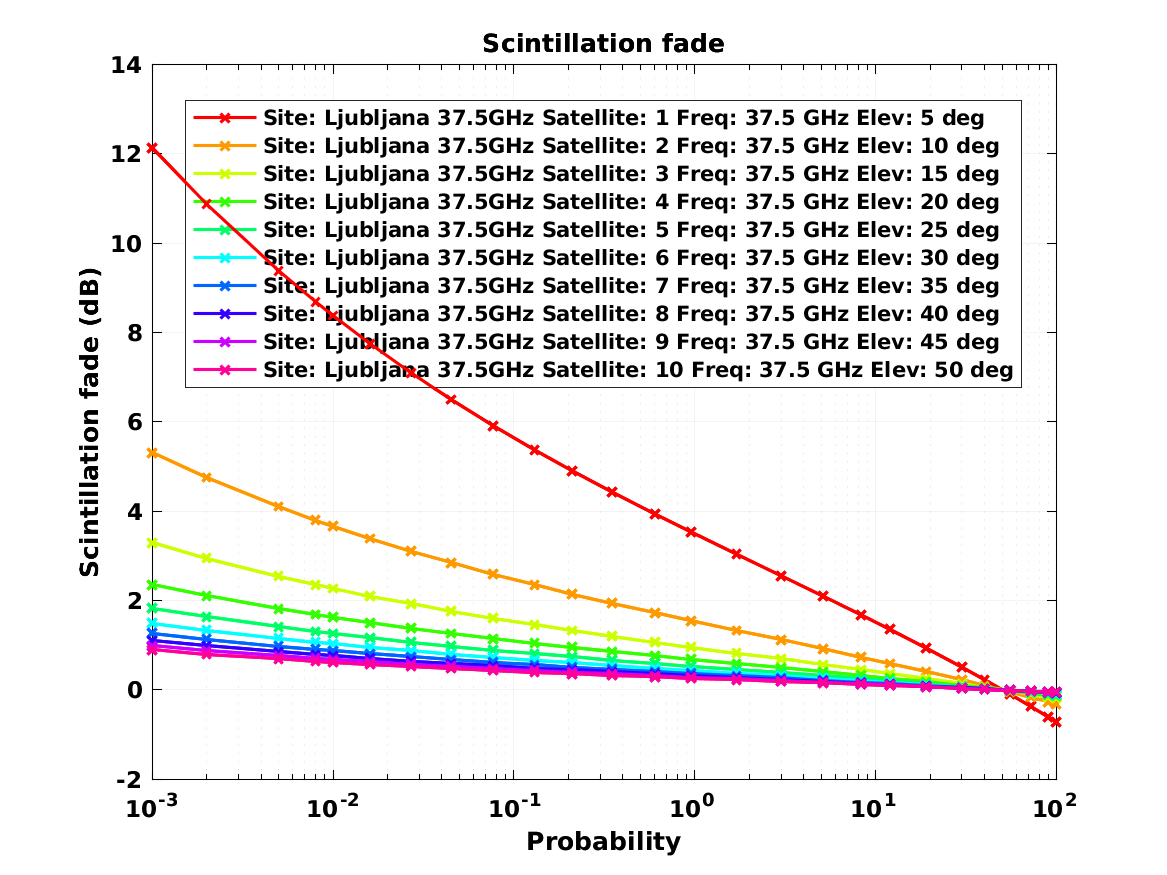 Scintillation fade
14
12
10
8
6
4
2
0
-2
Scintillation fade (dB)
Site: Ljubljana 37.5GHz Satellite: 1 Freq: 37.5 GHz Elev: 5 deg
Site: Ljubljana 37.5GHz Satellite: 2 Freq: 37.5 GHz Elev: 10 deg
Site: Ljubljana 37.5GHz Satellite: 3 Freq: 37.5 GHz Elev: 15 deg
Site: Ljubljana 37.5GHz Satellite: 4 Freq: 37.5 GHz Elev: 20 deg
Site: Ljubljana 37.5GHz Satellite: 5 Freq: 37.5 GHz Elev: 25 deg
Site: Ljubljana 37.5GHz Satellite: 6 Freq: 37.5 GHz Elev: 30 deg
Site: Ljubljana 37.5GHz Satellite: 7 Freq: 37.5 GHz Elev: 35 deg
Site: Ljubljana 37.5GHz Satellite: 8 Freq: 37.5 GHz Elev: 40 deg
Site: Ljubljana 37.5GHz Satellite: 9 Freq: 37.5 GHz Elev: 45 deg
Site: Ljubljana 37.5GHz Satellite: 10 Freq: 37.5 GHz Elev: 50 deg
10^-3 10^-2 10^-1 10^0 10^1 10^2
Probability